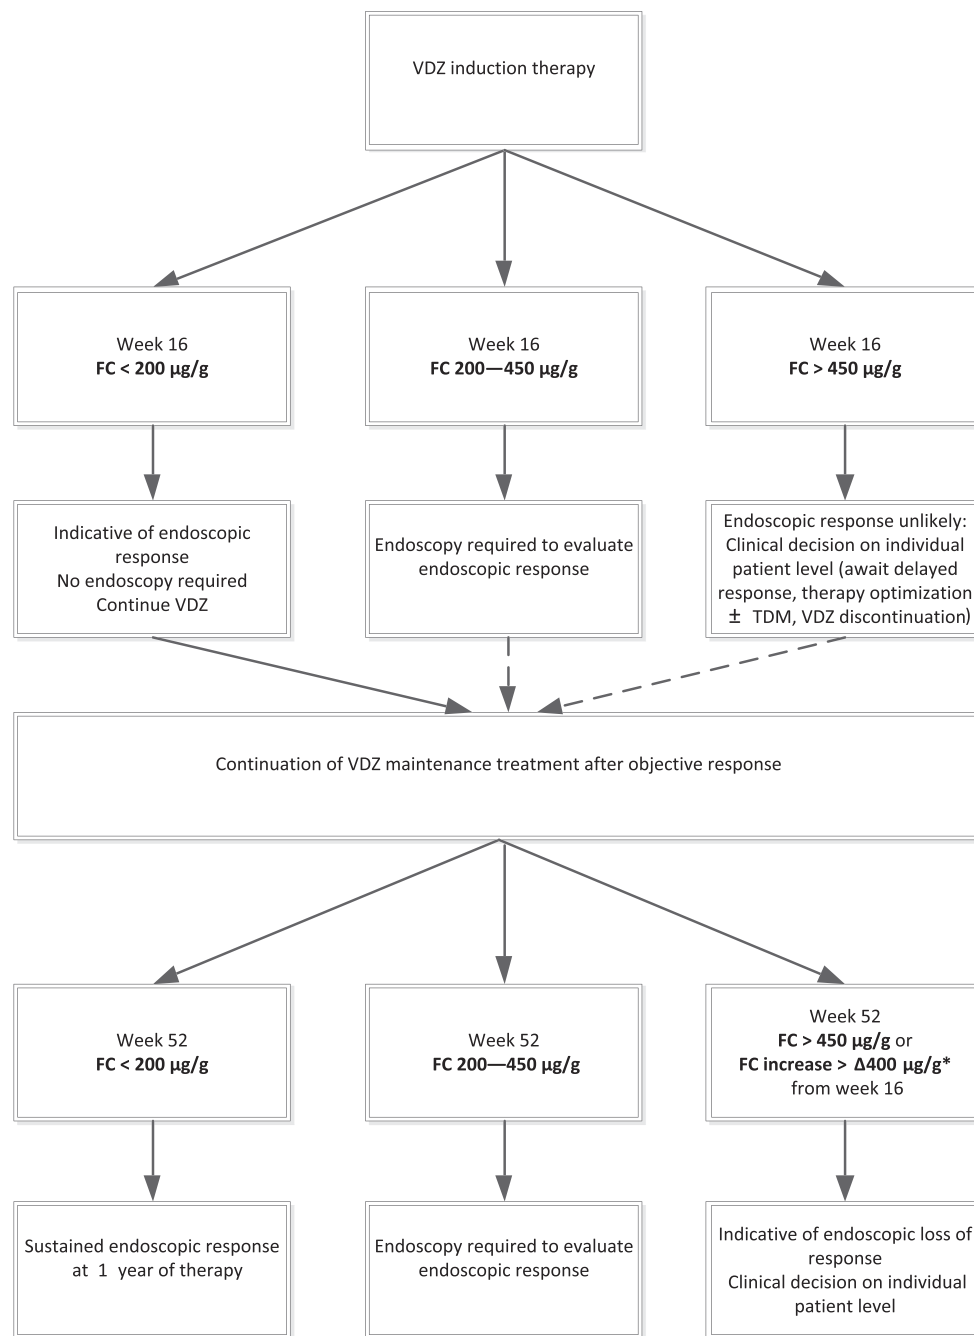 VDZ induction therapy
Week 16
FC < 200 µg/g
Week 16
FC 200—450 µg/g
Week 16
FC > 450 µg/g
Indicative of endoscopic
response
No endoscopy required
Continue VDZ
Endoscopy required to evaluate
endoscopic response
Endoscopic response unlikely:
Clinical decision on individual
patient level (await delayed
response, therapy optimization
± TDM, VDZ discontinuation)
Continuation of VDZ maintenance treatment after objective response
Week 52
FC < 200 µg/g
Week 52
FC 200—450 µg/g
Week 52
FC > 450 µg/g or
FC increase > Δ400 µg/g*
from week 16
Sustained endoscopic response
at 1 year of therapy
Endoscopy required to evaluate
endoscopic response
Indicative of endoscopic loss of
response
Clinical decision on individual
patient level